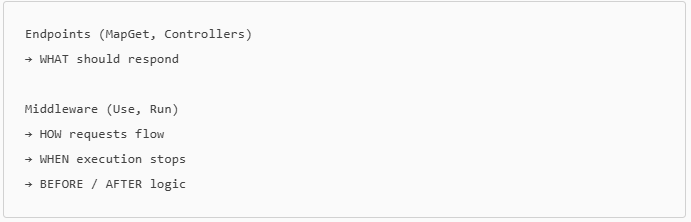 Endpoints (MapGet, Controllers)
→ WHAT should respond
Middleware (Use, Run)
→ HOW requests flow
→ WHEN execution stops
→ BEFORE / AFTER logic